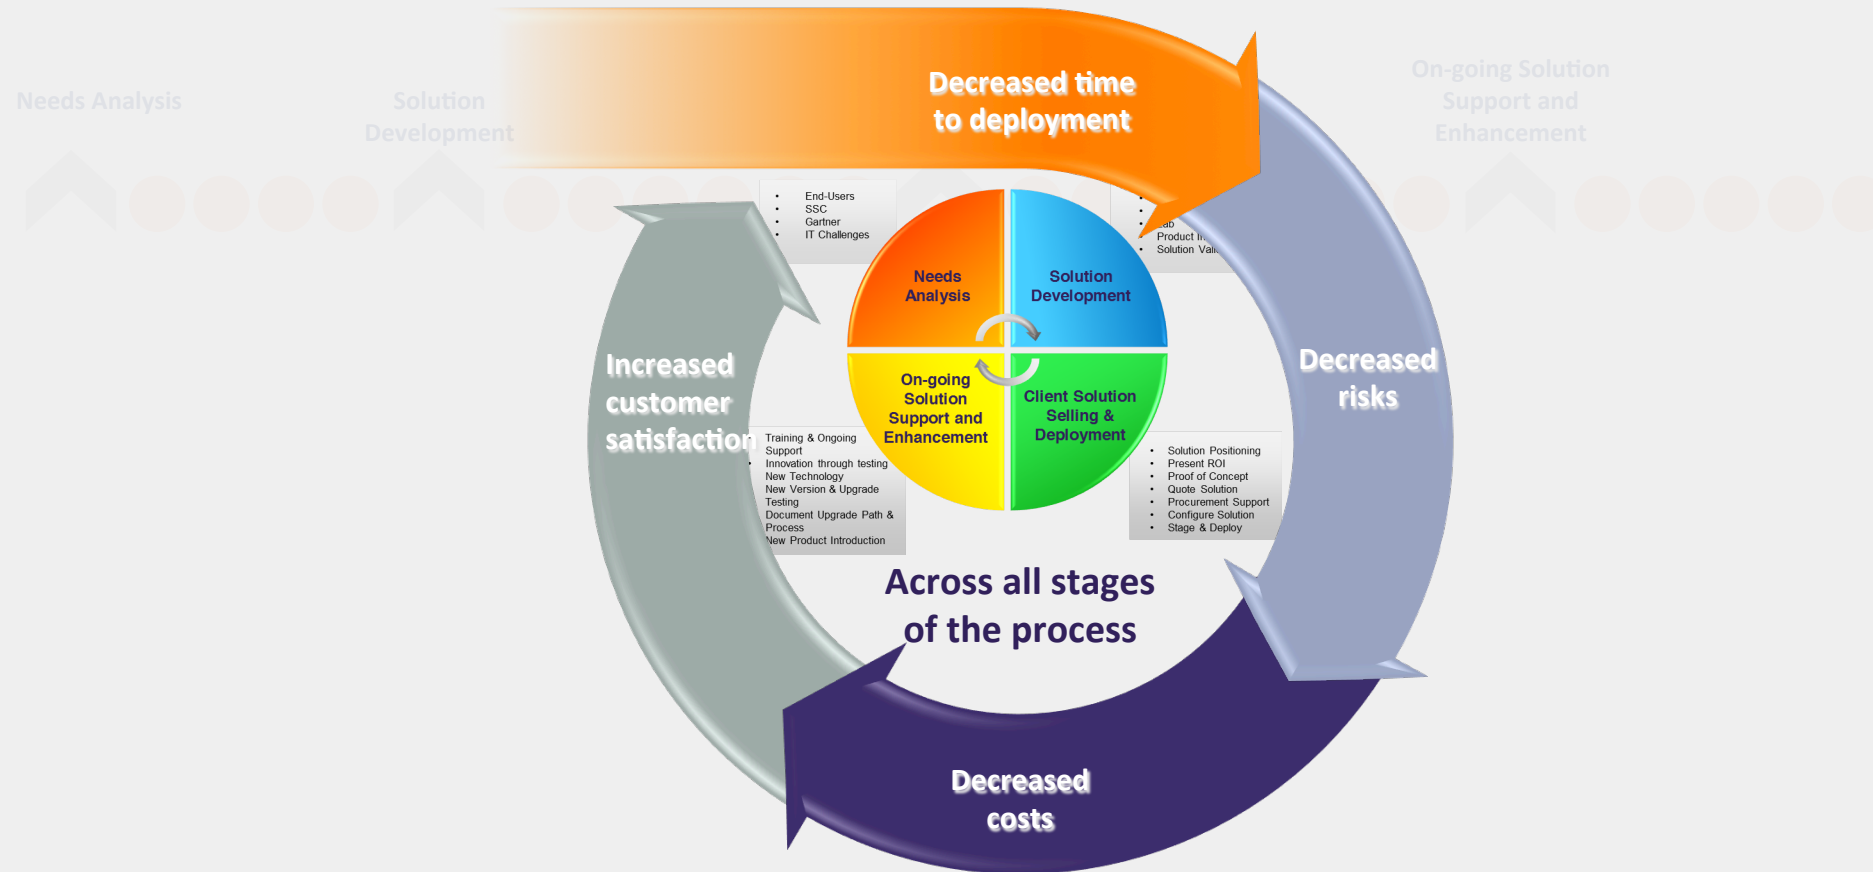 Decreased time
to deployment
Needs Analysis
Solution
Development
On-going Solution
Support and
Enhancement
• End-Users
• SSC
• Gartner
• IT Challenges
•
•
•
• Product
• Solution
Needs
Analysis
Solution
Development
Increased
customer
satisfaction
Decreased
risks
On-going
Solution
Support and
Enhancement
Client Solution
Selling &
Deployment
Training & Ongoing
Support
• Innovation through testing
New Technology
New Version & Upgrade
Testing
Document Upgrade Path &
Process
New Product Introduction
• Solution Positioning
• Present ROI
• Proof of Concept
• Quote Solution
• Procurement Support
• Configure Solution
• Stage & Deploy
Across all stages
of the process
Decreased
costs